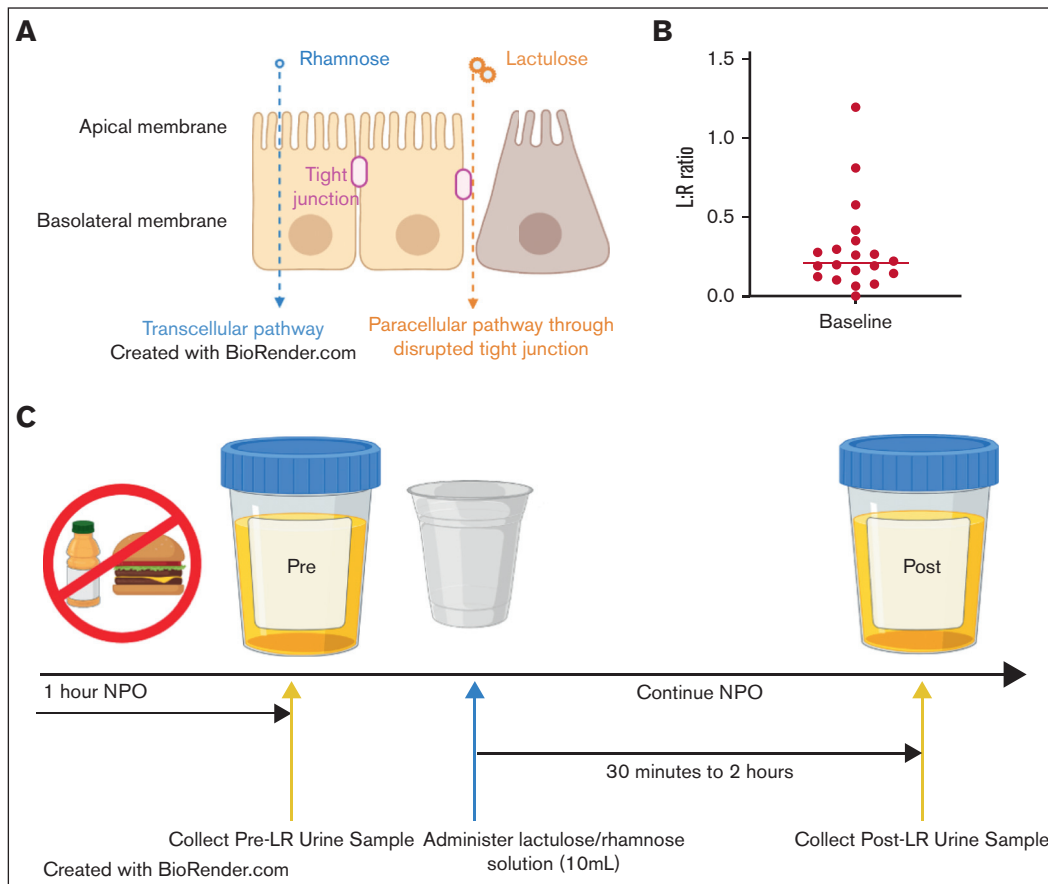 A
Rhamnose
Lactulose
Apical membrane
Tight
junction
Basolateral membrane
Transcellular pathway
Paracellular pathway through
disrupted tight junction
Created with BioRender.com
B
1.5
1.0
0.5
0.0
L:R ratio
Baseline
C
Pre
Post
1 hour NPO
Continue NPO
30 minutes to 2 hours
Collect Pre-LR Urine Sample
Administer lactulose/rhamnose
solution (10mL)
Collect Post-LR Urine Sample
Created with BioRender.com